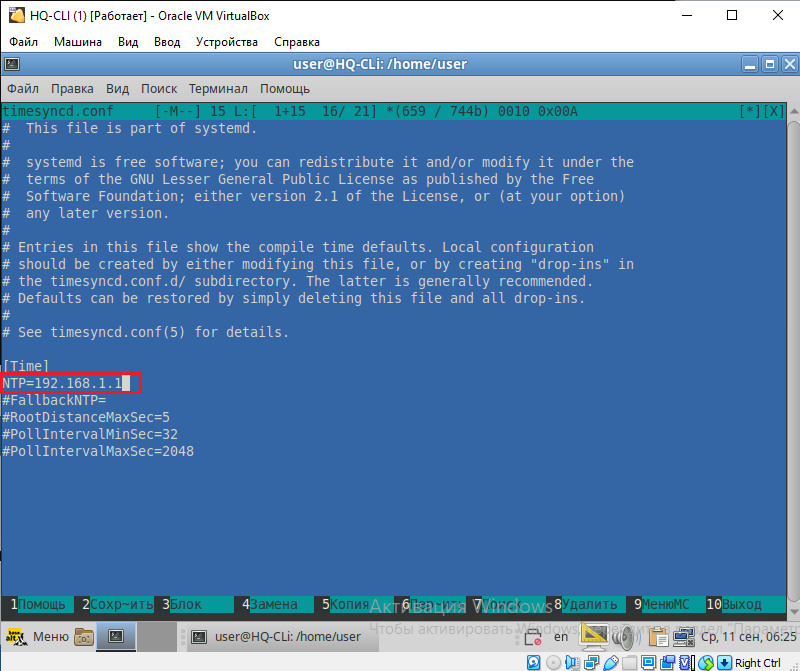 HQ-CLI (1) [Работает] - Oracle VM VirtualBox
Файл Машина Вид Ввод Устройства Справка
user@HQ-CLi: /home/user
Файл Правка Вид Поиск Терминал Помощь
timesyncd.conf [-M--] 15 L:[ 1+15 16/ 21] *(659 / 744b) 0010 0x00A [*][X]
# This file is part of systemd.
#
# systemd is free software; you can redistribute it and/or modify it under the
# terms of the GNU Lesser General Public License as published by the Free
# Software Foundation; either version 2.1 of the License, or (at your option)
# any later version.
#
# Entries in this file show the compile time defaults. Local configuration
# should be created by either modifying this file, or by creating "drop-ins" in
# the timesyncd.conf.d/ subdirectory. The latter is generally recommended.
# Defaults can be restored by simply deleting this file and all drop-ins.
#
# See timesyncd.conf(5) for details.
[Time]
NTP=192.168.1.1
#FallbackNTP=
#RootDistanceMaxSec=5
#PollIntervalMinSec=32
#PollIntervalMaxSec=2048
1Помощь 2Сохр~ить 3Блок 4Замена 5Копия 6 7 8Удалить 9МенюMC 10Выход
Активация Windows
Чтобы активировать Windows, раздел "Парамет
Меню user@HQ-CLi: /home/user en Ср, 11 сен, 06:25
Right Ctrl